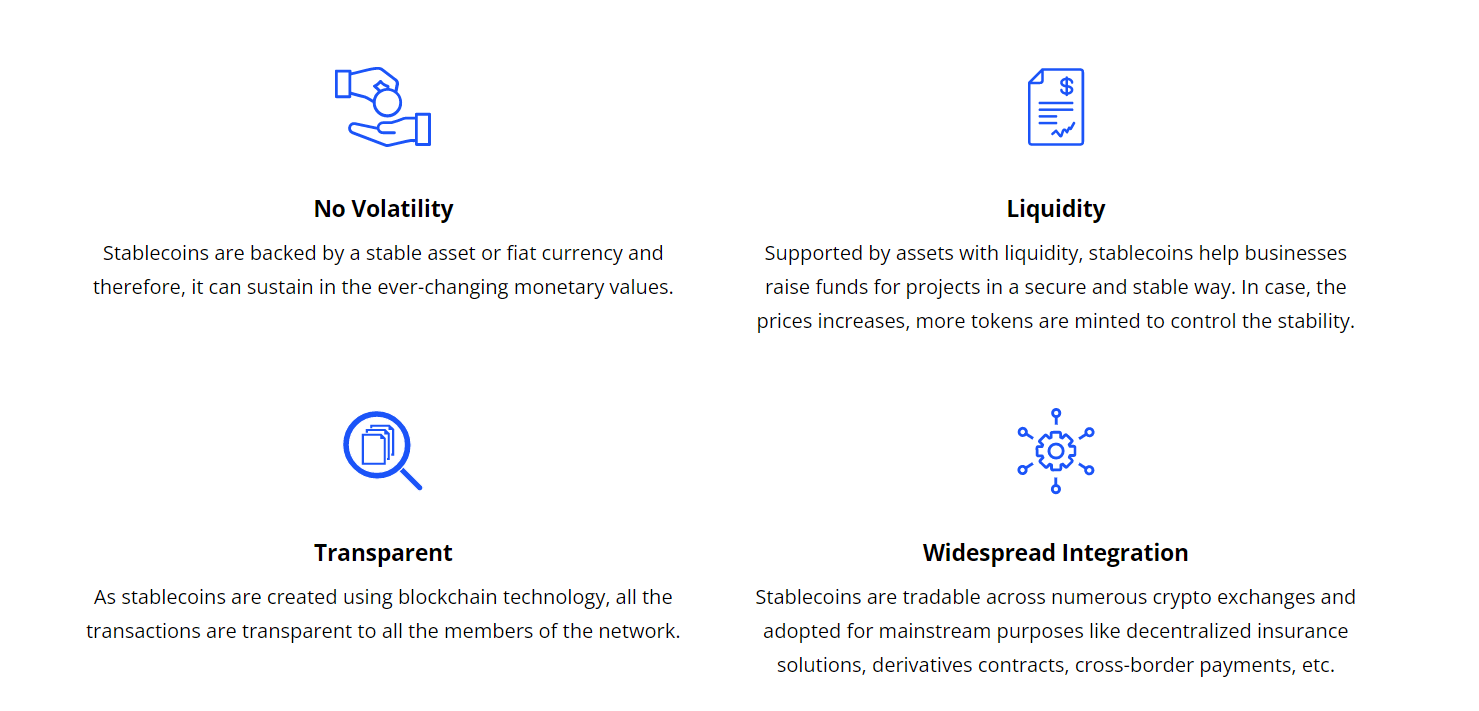 $
No Volatility
Stablecoins are backed by a stable asset or fiat currency and
therefore, it can sustain in the ever-changing monetary values.
Liquidity
Supported by assets with liquidity, stablecoins help businesses
raise funds for projects in a secure and stable way. In case, the
prices increases, more tokens are minted to control the stability.
Transparent
As stablecoins are created using blockchain technology, all the
transactions are transparent to all the members of the network.
Widespread Integration
Stablecoins are tradable across numerous crypto exchanges and
adopted for mainstream purposes like decentralized insurance
solutions, derivatives contracts, cross-border payments, etc.